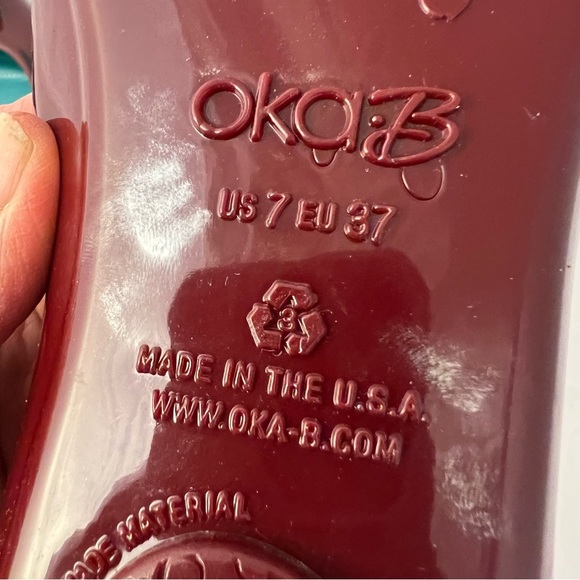 oka·B
US 7 EU 37
3
MADE IN THE U.S.A.
WWW.OKA-B.COM
MATERIAL